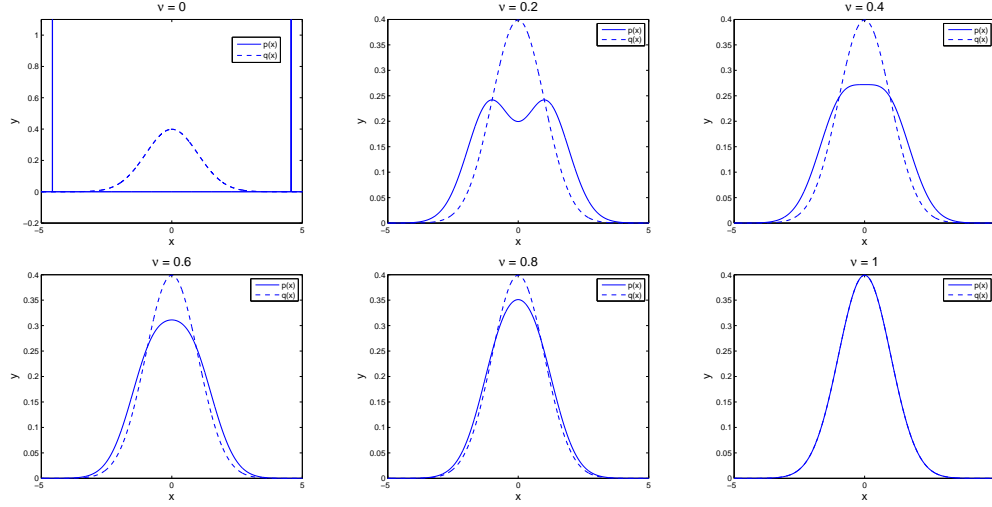 ν = 0
1
0.8
0.6
0.4
0.2
0
−0.2
−5
0
5
x
y
p(x)
q(x)
ν = 0.2
0.4
0.35
0.3
0.25
0.2
0.15
0.1
0.05
0
−5
0
5
x
y
p(x)
q(x)
ν = 0.4
0.4
0.35
0.3
0.25
0.2
0.15
0.1
0.05
0
−5
0
x
y
p(x)
q(x)
ν = 0.6
0.4
0.35
0.3
0.25
0.2
0.15
0.1
0.05
0
−5
0
5
x
y
p(x)
q(x)
ν = 0.8
0.4
0.35
0.3
0.25
0.2
0.15
0.1
0.05
0
−5
0
5
x
y
p(x)
q(x)
ν = 1
0.4
0.35
0.3
0.25
0.2
0.15
0.1
0.05
0
−5
0
x
y
p(x)
q(x)